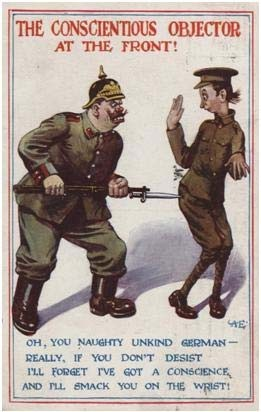 THE CONSCIENTIOUS OBJECTOR
AT THE FRONT!
OH, YOU NAUGHTY UNKIND GERMAN—
REALLY, IF YOU DON'T DESIST
I'LL FORGET I'VE GOT A CONSCIENCE,
AND I'LL SMACK YOU ON THE WRIST!